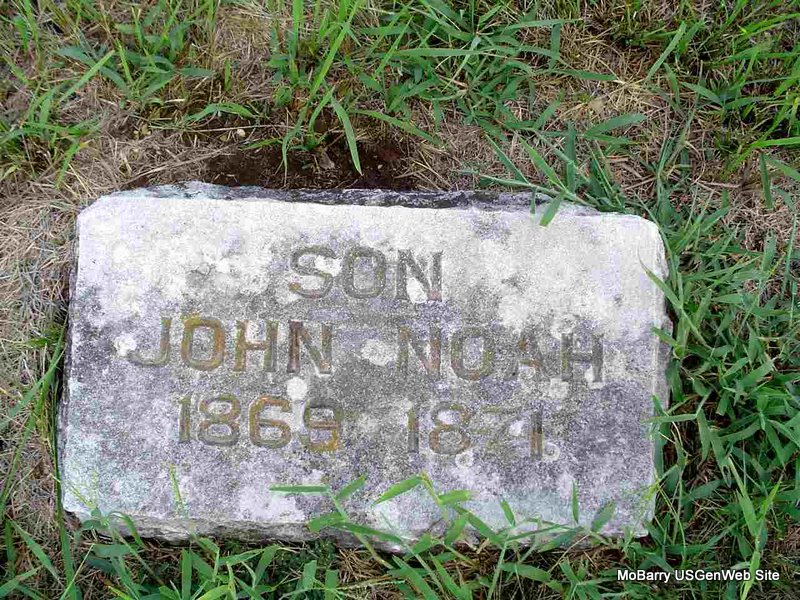 SON
JOHN NOAH
1869 1871
MoBarry USGenWeb Site